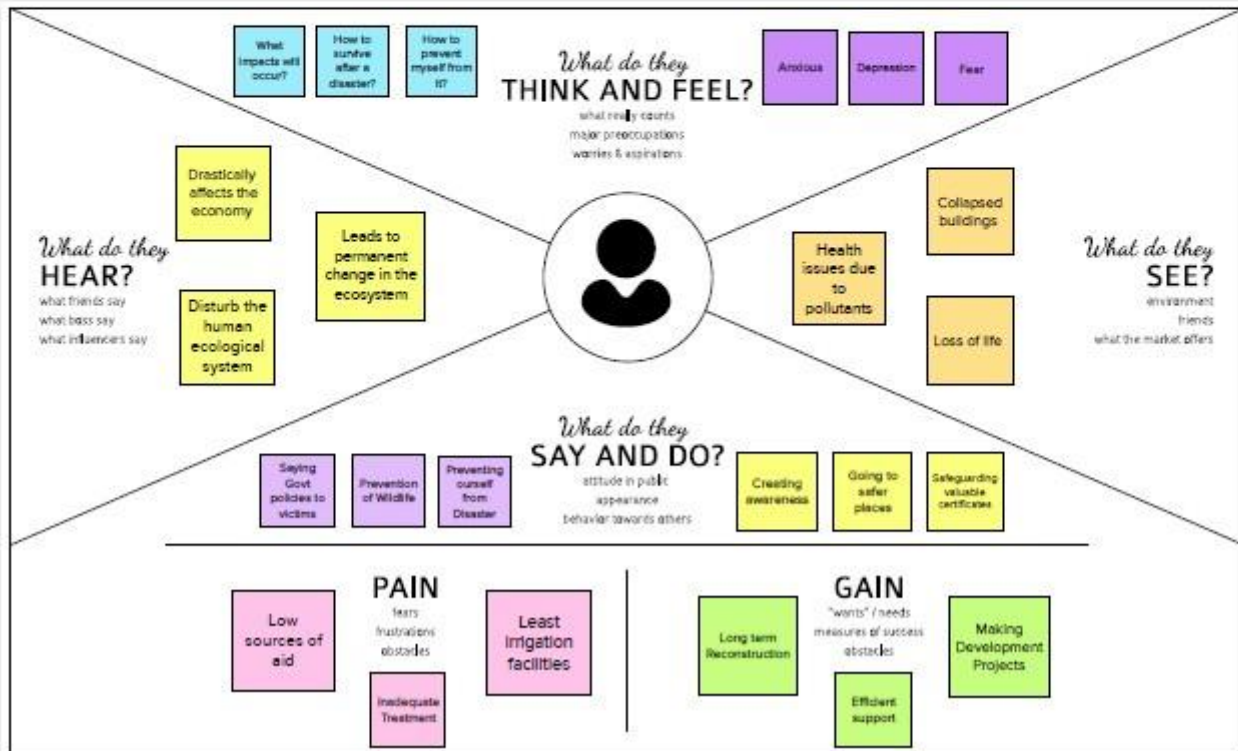 What
impacts will
occur?
How to
survive
after a
disaster?
How to
prevent
myself from
it?
What do they
THINK AND FEEL?
what really counts
major preoccupations
worries & aspirations
Anxious
Depression
Fear
What do they
HEAR?
what friends say
what boss say
what influencers say
Drastically
affects the
economy
Leads to
permanent
change in the
ecosystem
Disturb the
human
ecological
system
Health
issues due
to
pollutants
Collapsed
buildings
Loss of life
What do they
SEE?
environment
friends
what the market offers
Saying
Govt
policies to
victims
Prevention
of Wildlife
Preventing
ourself
from
Disaster
What do they
SAY AND DO?
attitude in public
appearance
behavior towards others
Creating
awareness
Going to
safer
places
Safeguarding
valuable
certificates
Low
sources of
aid
PAIN
fears
frustrations
obstacles
Inadequate
Treatment
Least
irrigation
facilities
Long term
Reconstruction
GAIN
"wants" / needs
measures of success
obstacles
Efficient
support
Making
Development
Projects